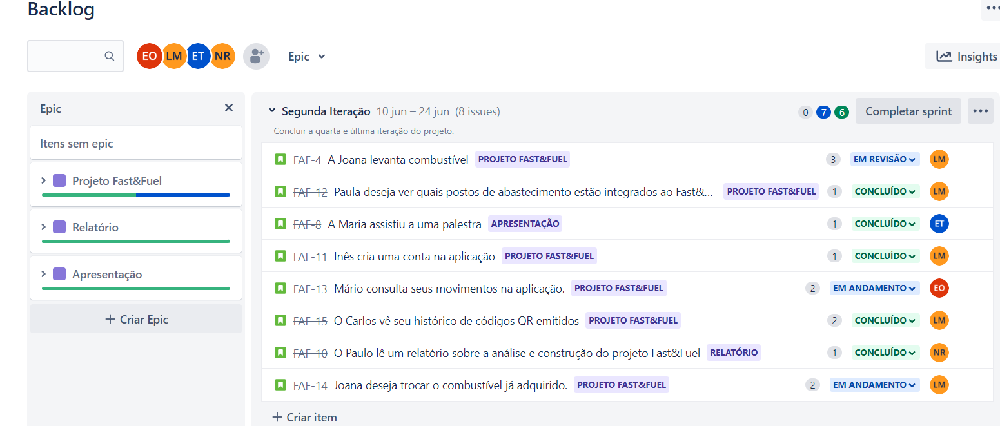 Backlog
EO LM ET NR Epic
Insights
Epic
Itens sem epic
Projeto Fast&Fuel
Relatório
Apresentação
+ Criar Epic
Segunda Iteração 10 jun – 24 jun (8 issues) 0 7 6 Completar sprint
Concluir a quarta e última iteração do projeto.
FAF-4 A Joana levanta combustível PROJETO FAST&FUEL 3 EM REVISÃO LM
FAF-12 Paula deseja ver quais postos de abastecimento estão integrados ao Fast&... PROJETO FAST&FUEL 1 CONCLUÍDO LM
FAF-8 A Maria assistiu a uma palestra APRESENTAÇÃO 1 CONCLUÍDO ET
FAF-11 Inês cria uma conta na aplicação PROJETO FAST&FUEL 1 CONCLUÍDO LM
FAF-13 Mário consulta seus movimentos na aplicação. PROJETO FAST&FUEL 2 EM ANDAMENTO EO
FAF-15 O Carlos vê seu histórico de códigos QR emitidos PROJETO FAST&FUEL 2 CONCLUÍDO LM
FAF-10 O Paulo lê um relatório sobre a análise e construção do projeto Fast&Fuel RELATÓRIO 1 CONCLUÍDO NR
FAF-14 Joana deseja trocar o combustível já adquirido. PROJETO FAST&FUEL 2 EM ANDAMENTO LM
+ Criar item